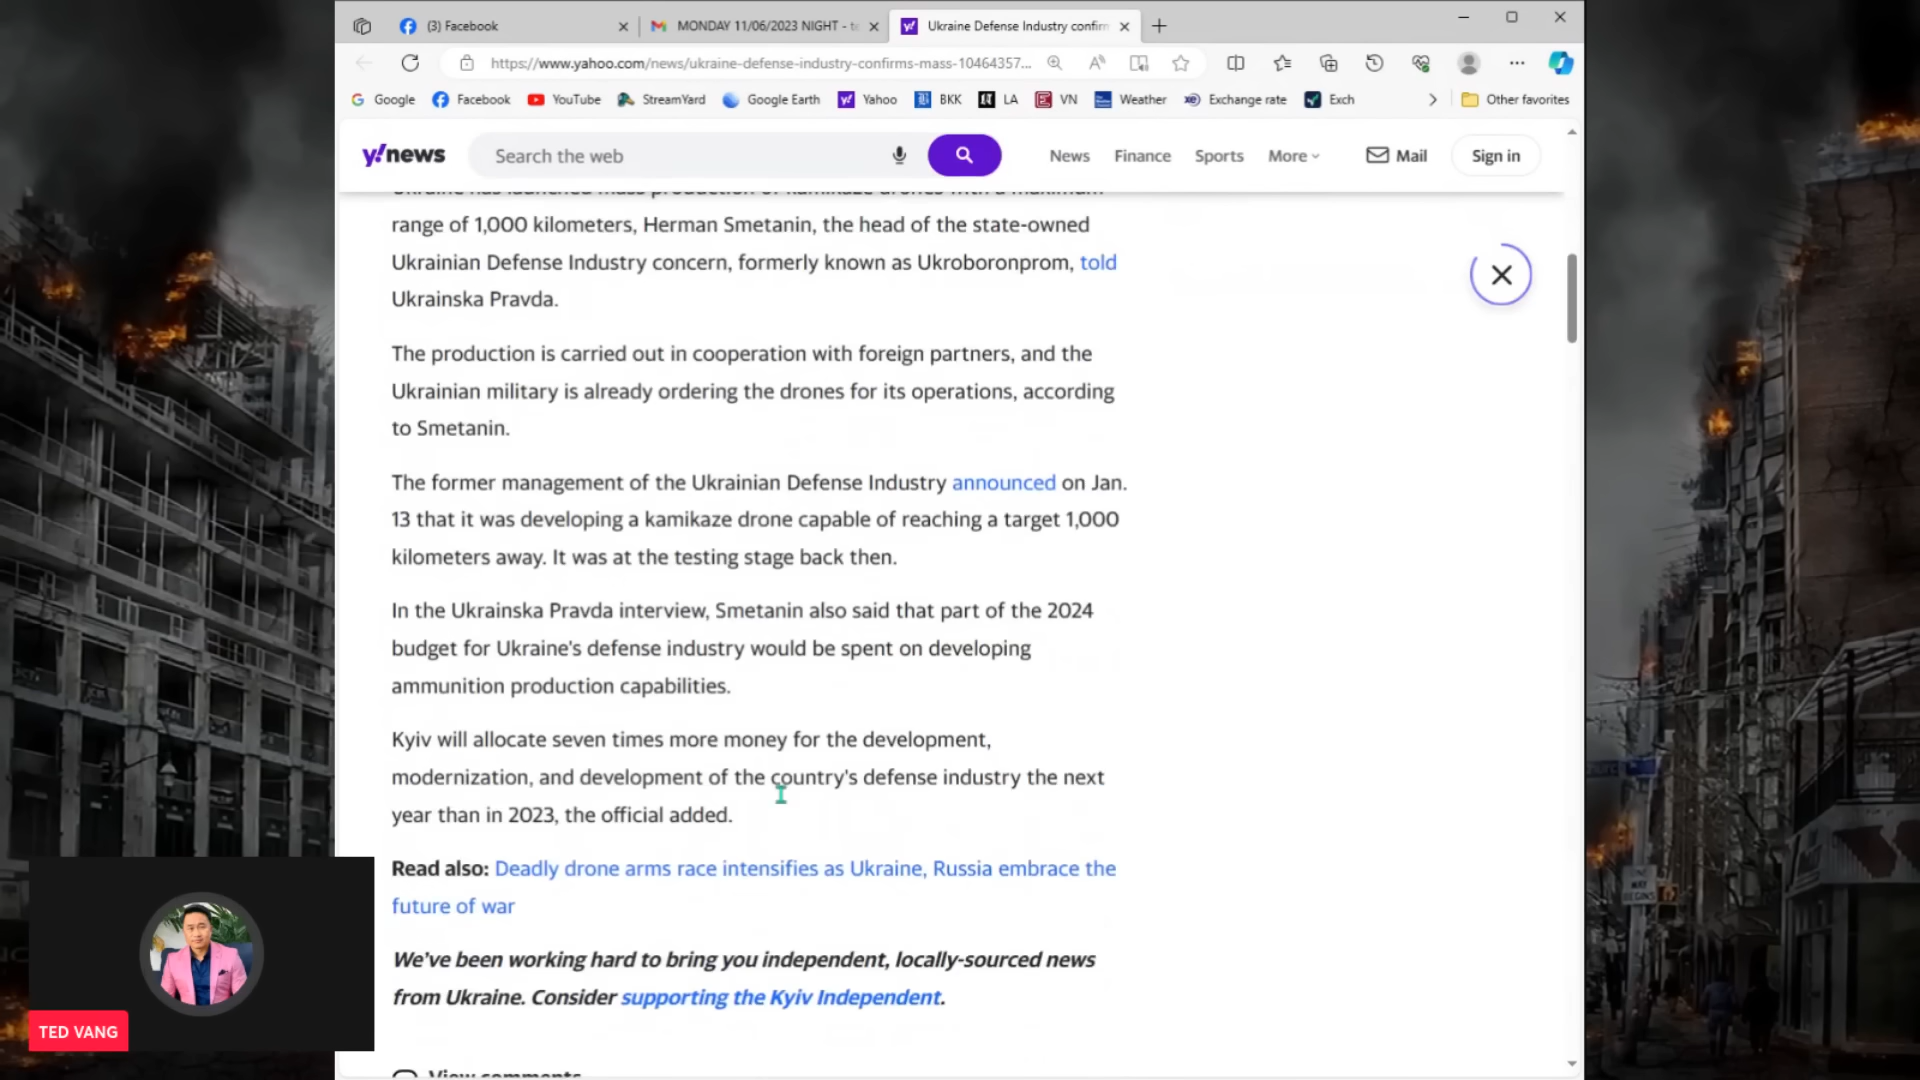 (3) Facebook
MONDAY 11/06/2023 NIGHT - te
Ukraine Defense Industry confirm
https://www.yahoo.com/news/ukraine-defense-industry-confirms-mass-10464357...
Google
Facebook
YouTube
StreamYard
Google Earth
Yahoo
BKK
LA
VN
Weather
Exchange rate
Exch
Other favorites
y!news
Search the web
News
Finance
Sports
More
Mail
Sign in
Ukraine has launched mass production of kamikaze drones with a maximum
range of 1,000 kilometers, Herman Smetanin, the head of the state-owned
Ukrainian Defense Industry concern, formerly known as Ukroboronprom, told
Ukrainska Pravda.
The production is carried out in cooperation with foreign partners, and the
Ukrainian military is already ordering the drones for its operations, according
to Smetanin.
The former management of the Ukrainian Defense Industry announced on Jan.
13 that it was developing a kamikaze drone capable of reaching a target 1,000
kilometers away. It was at the testing stage back then.
In the Ukrainska Pravda interview, Smetanin also said that part of the 2024
budget for Ukraine's defense industry would be spent on developing
ammunition production capabilities.
Kyiv will allocate seven times more money for the development,
modernization, and development of the country's defense industry the next
year than in 2023, the official added.
Read also: Deadly drone arms race intensifies as Ukraine, Russia embrace the
future of war
We've been working hard to bring you independent, locally-sourced news
from Ukraine. Consider supporting the Kyiv Independent.
View comments
TED VANG